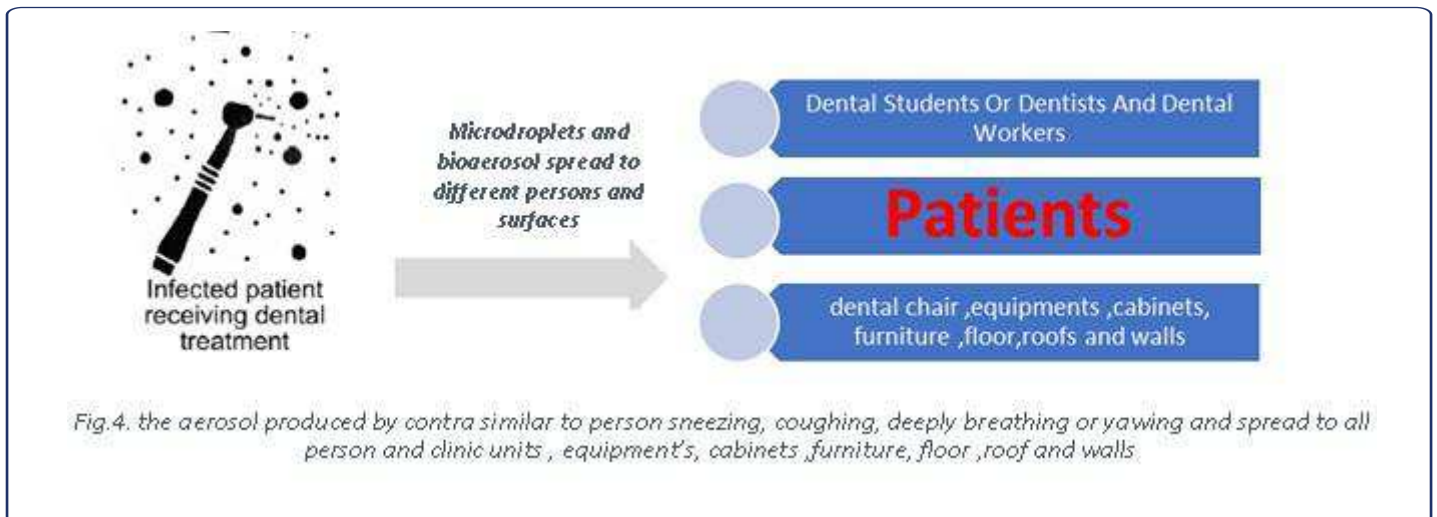 Infected patient
receiving dental
treatment
Microdroplets and
bioaerosol spread to
different persons and
surfaces
Dental Students Or Dentists And Dental
Workers
Patients
dental chair ,equipments ,cabinets,
furniture ,floor,roofs and walls
Fig.4. the aerosol produced by contra similar to person sneezing, coughing, deeply breathing or yawing and spread to all
person and clinic units , equipment's, cabinets ,furniture, floor ,roof and walls